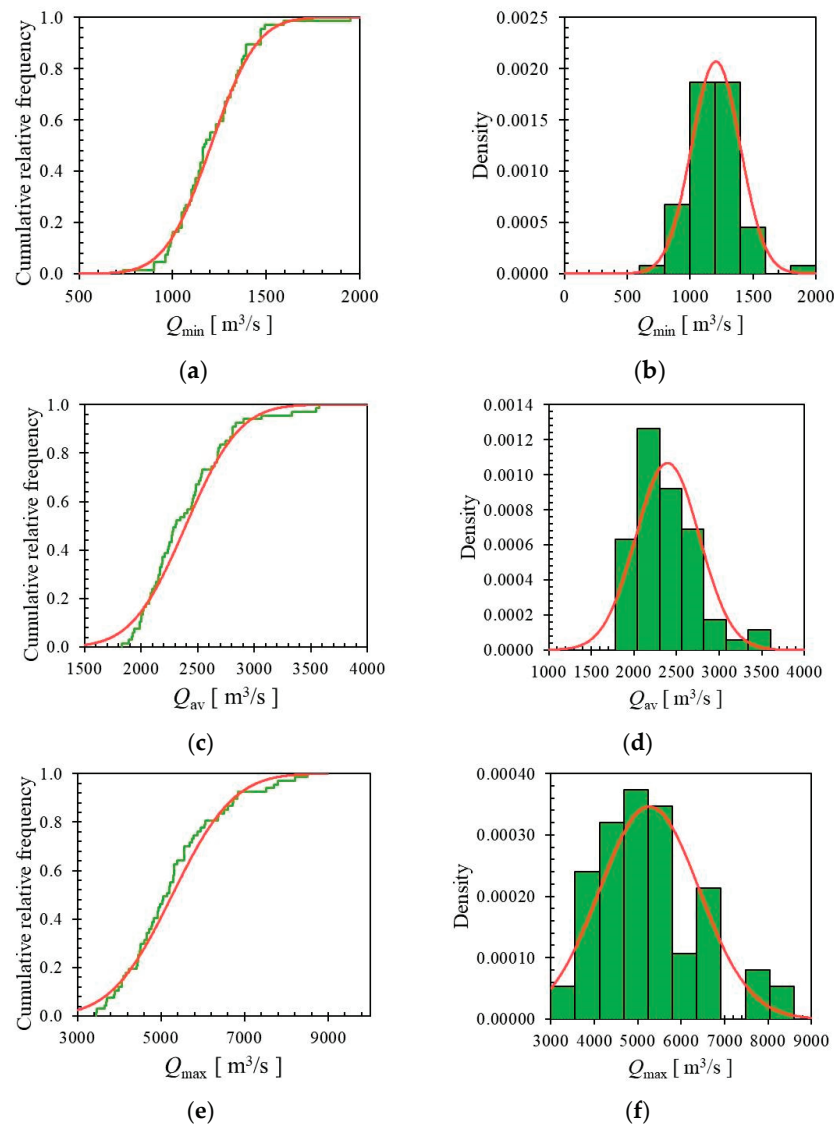 Cumulative relative frequency
1.0
0.8
0.6
0.4
0.2
0.0
500 1000 1500 2000
Qmin [ m³/s ]
(a)
Density
0.0025
0.0020
0.0015
0.0010
0.0005
0.0000
0 500 1000 1500 2000
Qmin [ m³/s ]
(b)
Cumulative relative frequency
1.0
0.8
0.6
0.4
0.2
0.0
1500 2000 2500 3000 3500 4000
Qav [ m³/s ]
(c)
Density
0.0014
0.0012
0.0010
0.0008
0.0006
0.0004
0.0002
0.0000
1000 1500 2000 2500 3000 3500 4000
Qav [ m³/s ]
(d)
Cumulative relative frequency
1.0
0.8
0.6
0.4
0.2
0.0
3000 5000 7000 9000
Qmax [ m³/s ]
(e)
Density
0.00040
0.00030
0.00020
0.00010
0.00000
3000 4000 5000 6000 7000 8000 9000
Qmax [ m³/s ]
(f)